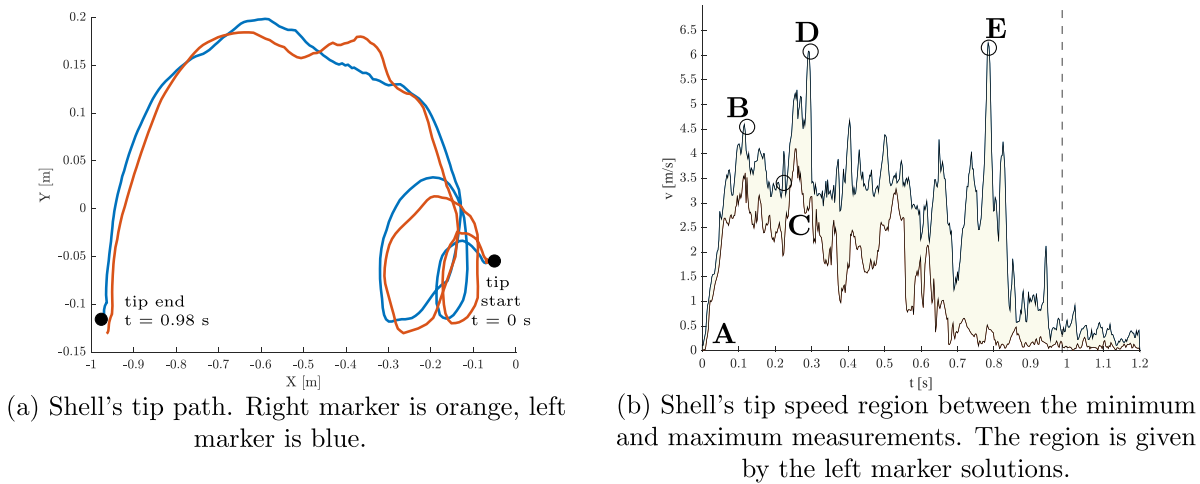 0.2
0.15
0.1
0.05
0
-0.05
-0.1
-0.15
Y [m]
-1
-0.9
-0.8
-0.7
-0.6
-0.5
-0.4
-0.3
-0.2
-0.1
0
X [m]
tip end
t = 0.98 s
tip
start
t = 0 s
(a) Shell's tip path. Right marker is orange, left
marker is blue.
6.5
6
5.5
5
4.5
4
3.5
3
2.5
2
1.5
1
0.5
0
v [m/s]
A
B
C
D
E
0
0.1
0.2
0.3
0.4
0.5
0.6
0.7
0.8
0.9
1
1.1
1.2
t [s]
(b) Shell's tip speed region between the minimum
and maximum measurements. The region is given
by the left marker solutions.